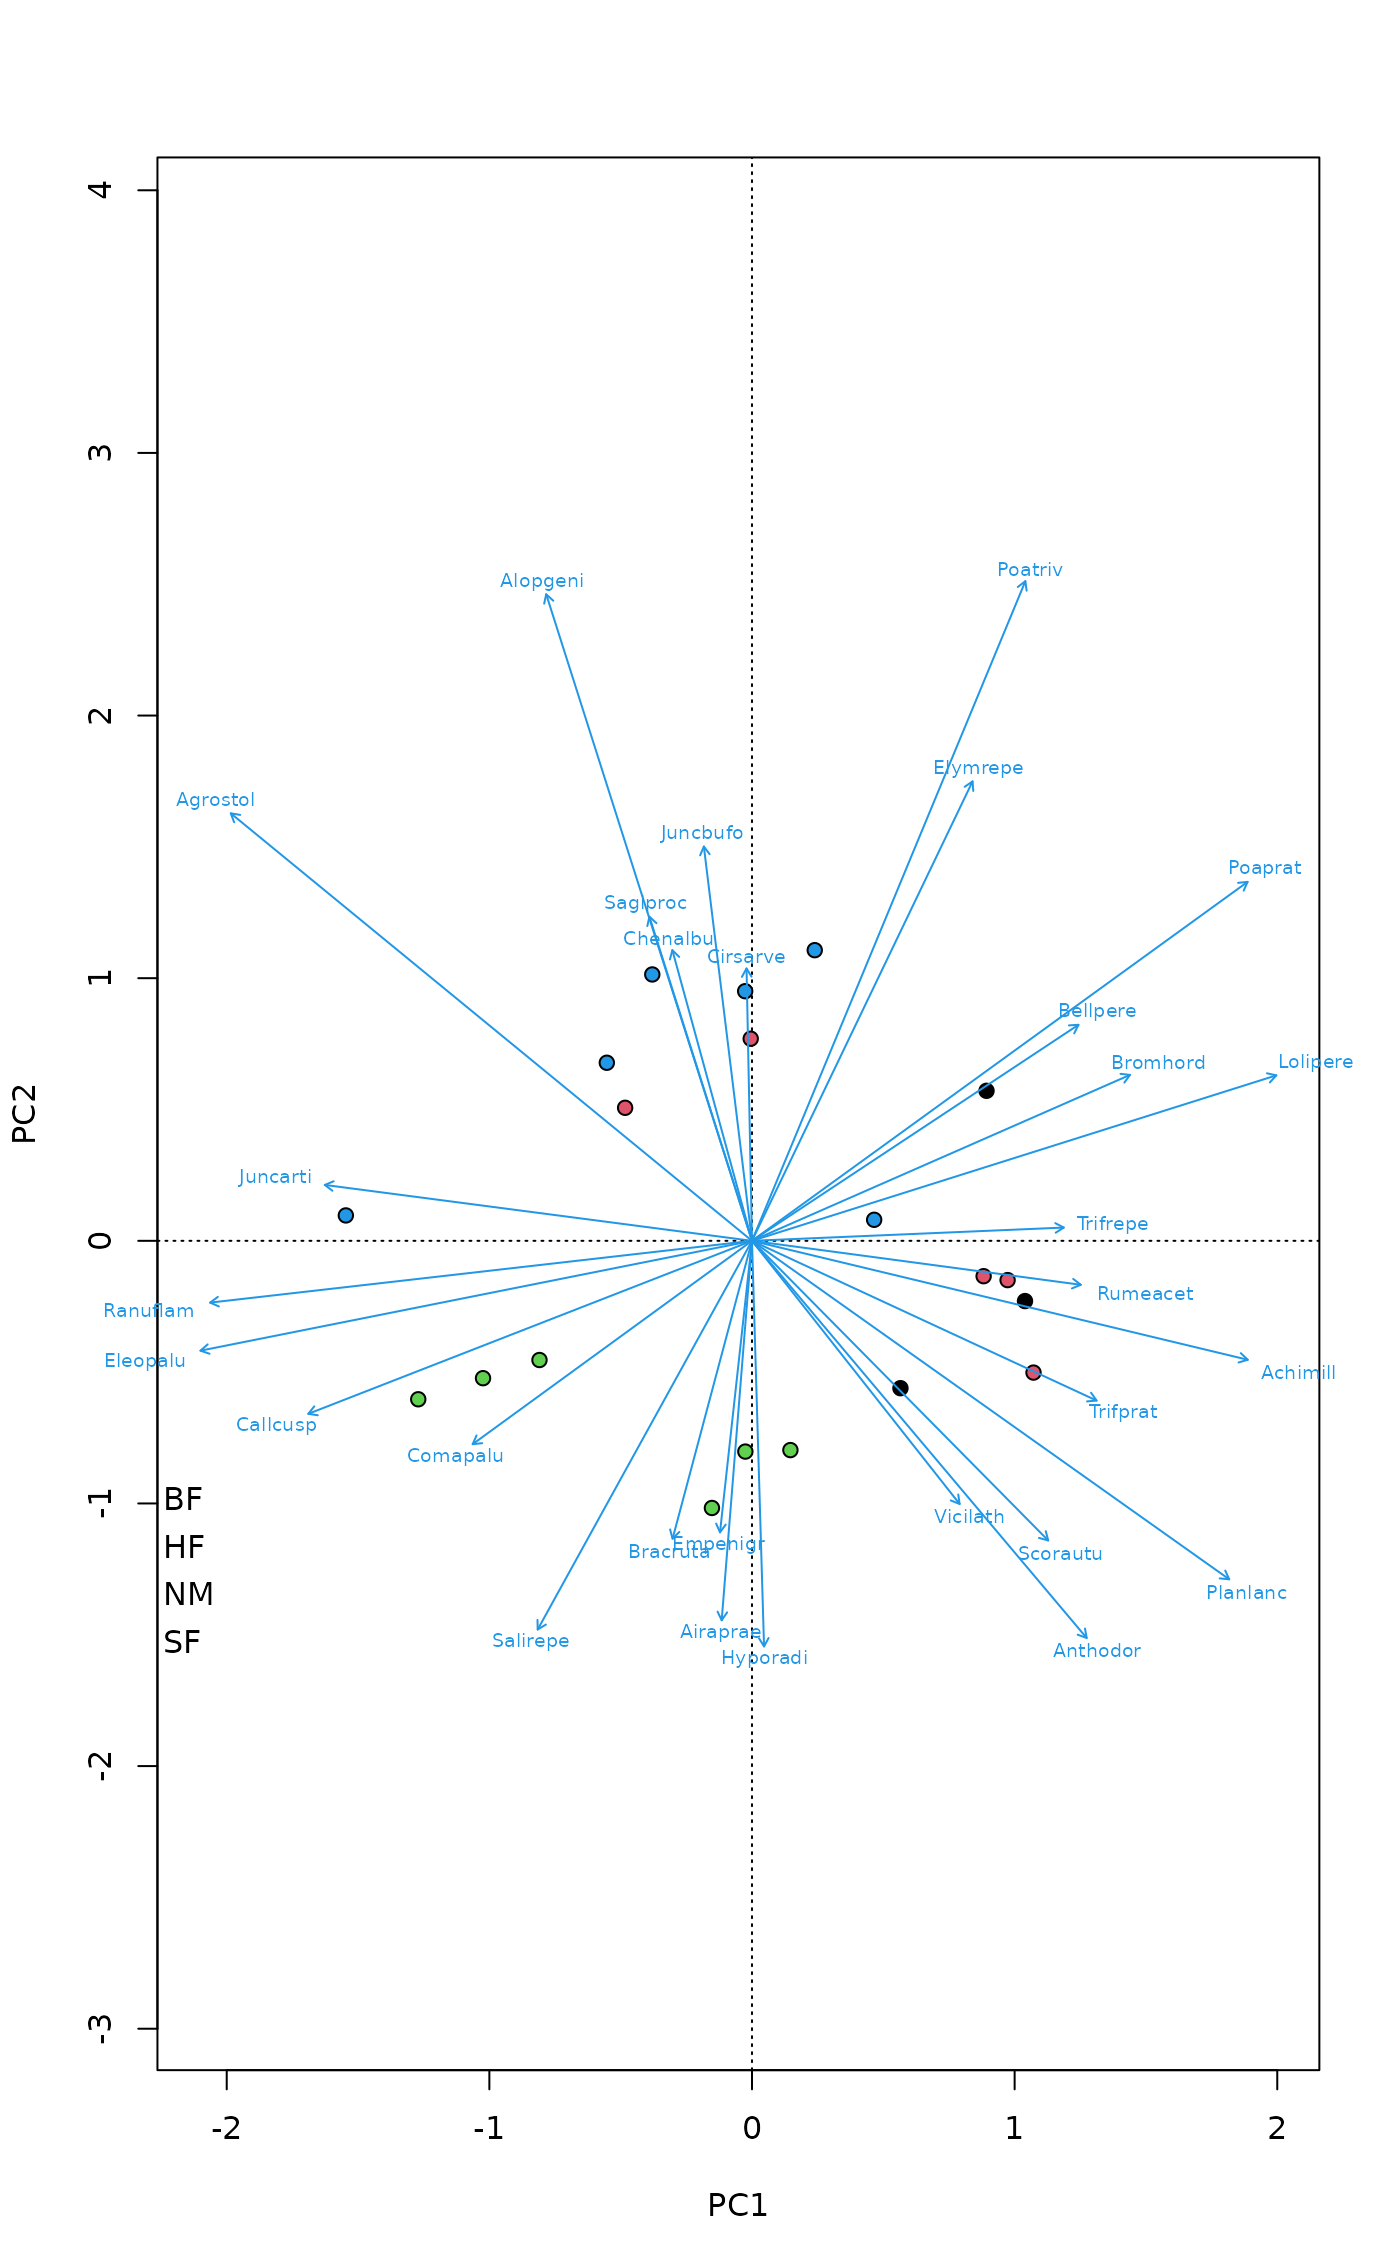 4
3
2
1
0
-1
-2
-3
PC2
Alopgeni
Poatriv
Elymrepe
Agrostol
Juncbufo
Poaprat
Sagiproc
Chenalbu
Cirsarve
Bellpere
Bromhord
Lolipere
Juncarti
Trifrepe
Ranuflam
Rumeacet
Eleopalu
Achimill
Callcusp
Trifprat
Comapalu
BF
HF
NM
SF
Vicilath
Empenigr
Bracruta
Scorautu
Planlanc
Salirepe
Airaprae
Hyporadi
Anthodor
-2 -1 0 1 2
PC1